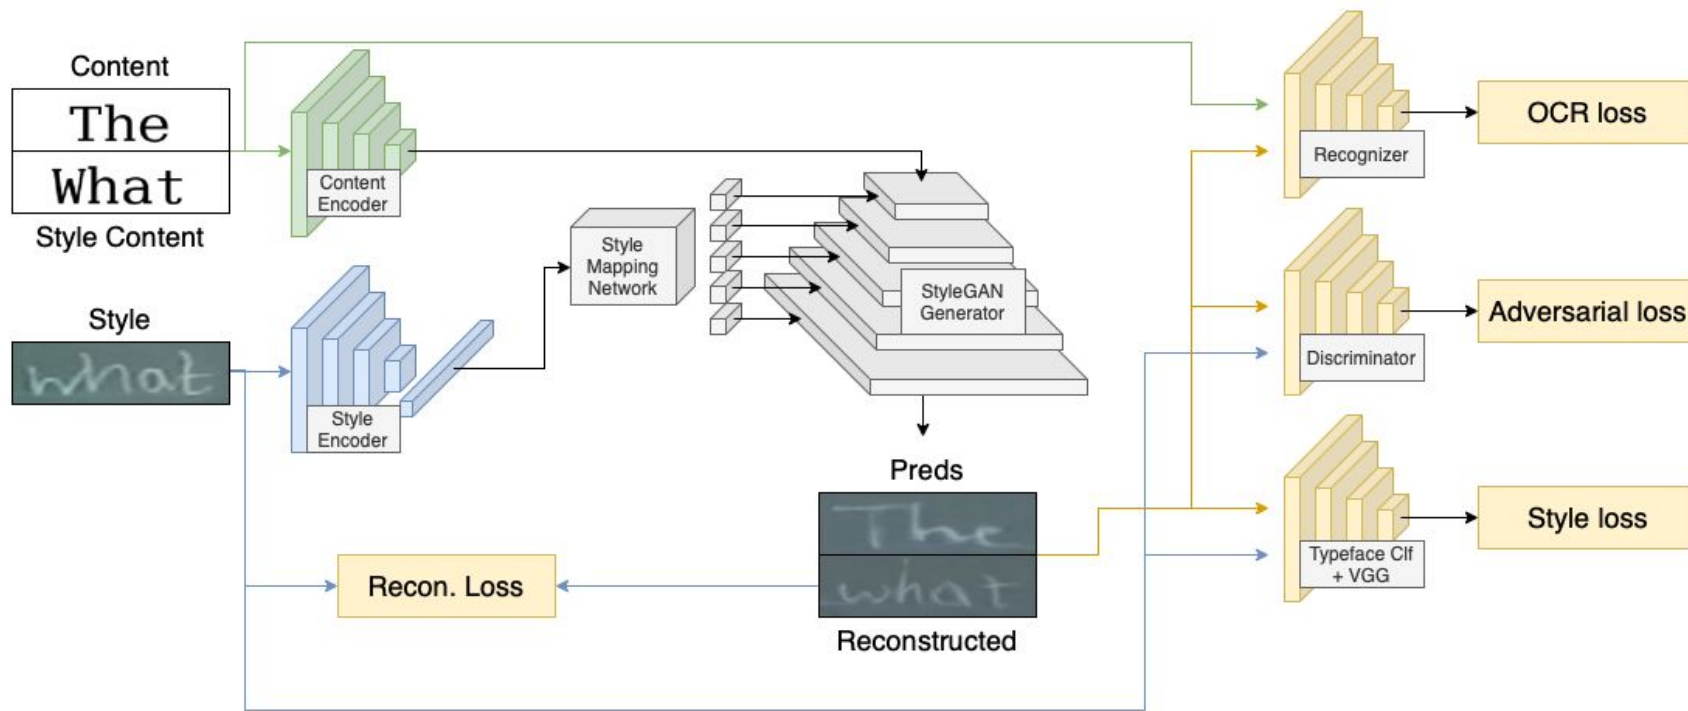 Content
The
What
Style Content
Content
Encoder
Style
what
Style
Encoder
Style
Mapping
Network
StyleGAN
Generator
Preds
The
what
Reconstructed
Recon. Loss
Recognizer
OCR loss
Discriminator
Adversarial loss
Typeface Clf
+ VGG
Style loss